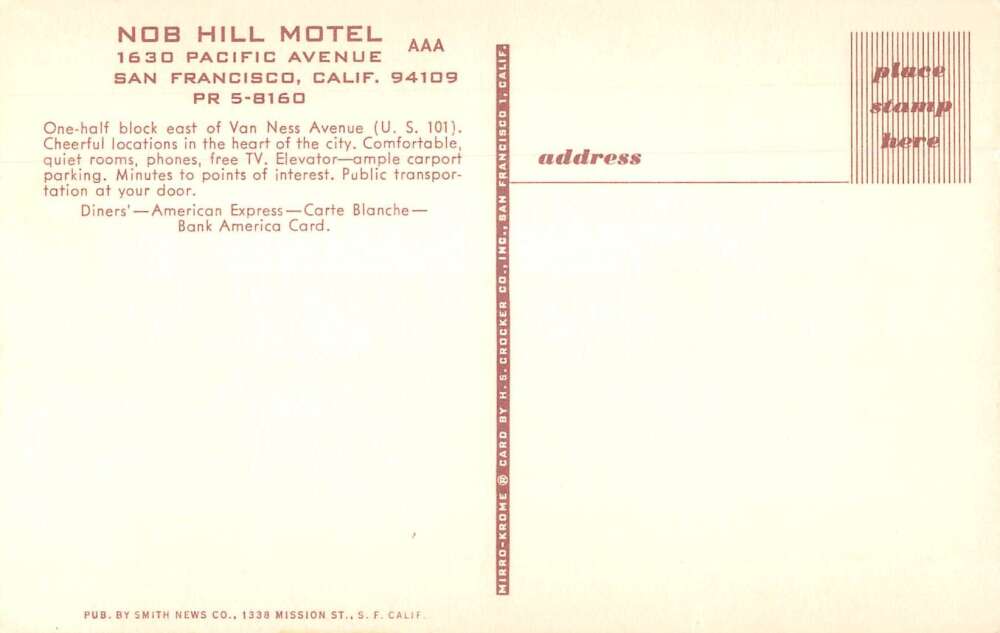 NOB HILL MOTEL
AAA
1630 PACIFIC AVENUE
SAN FRANCISCO, CALIF. 94109
PR 5-8160
One-half block east of Van Ness Avenue (U. S. 101).
Cheerful locations in the heart of the city. Comfortable,
quiet rooms, phones, free TV. Elevator—ample carport
parking. Minutes to points of interest. Public transpor-
tation at your door.
Diners'—American Express—Carte Blanche—
Bank America Card.
PUB. BY SMITH NEWS CO., 1338 MISSION ST., S. F. CALIF.
MIRRO-KROME ® CARD BY H. S. CROCKER CO., INC., SAN FRANCISCO 1, CALIF.
address
place
stamp
here